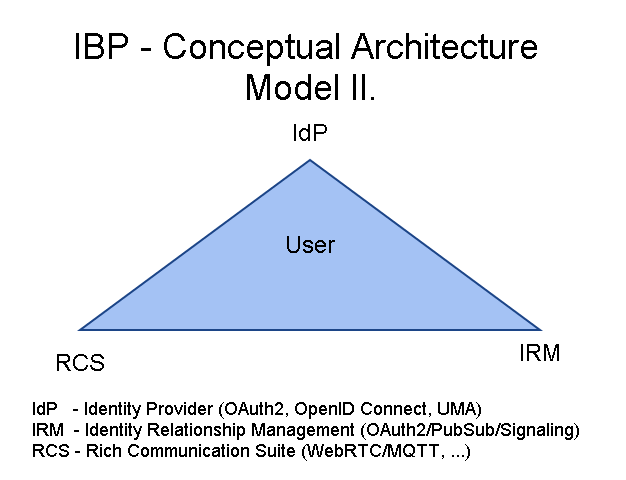 IBP - Conceptual Architecture
Model II.
IdP
User
RCS
IRM
IdP - Identity Provider (OAuth2, OpenID Connect, UMA)
IRM - Identity Relationship Management (OAuth2/PubSub/Signaling)
RCS - Rich Communication Suite (WebRTC/MQTT, ...)